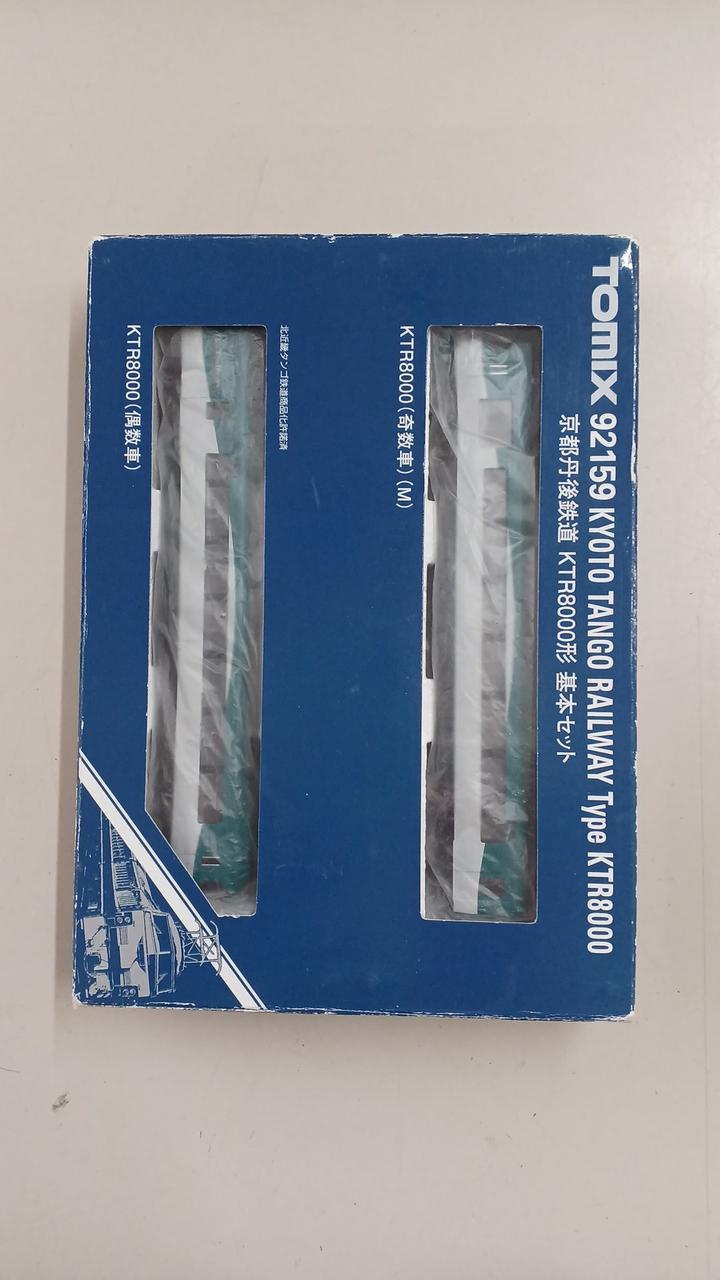 TOMIX 92159 KYOTO TANGO RAILWAY Type KTR8000
京都丹後鉄道 KTR8000形 基本セット
KTR8000(奇数車)(M)
北近畿タンゴ鉄道商品化許諾済
KTR8000(偶数車)